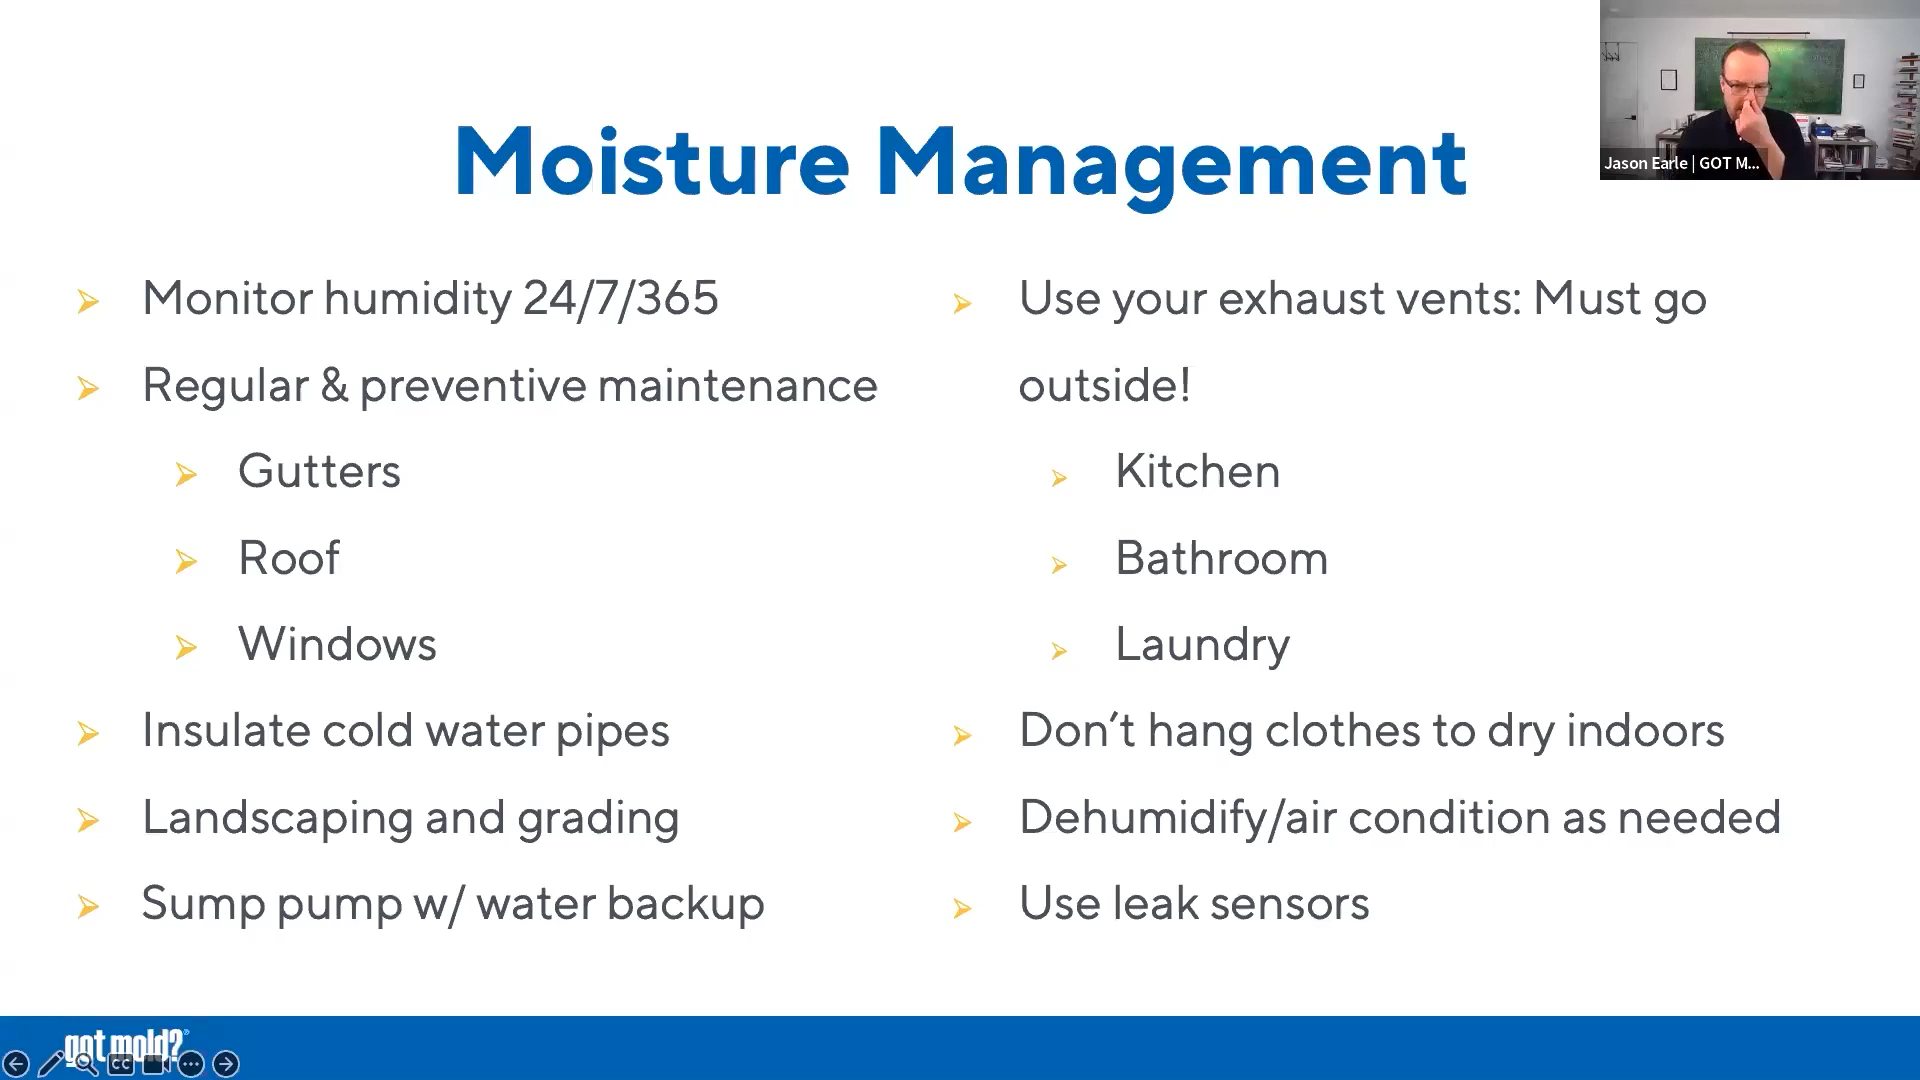 Moisture Management
Monitor humidity 24/7/365
Regular & preventive maintenance
Gutters
Roof
Windows
Insulate cold water pipes
Landscaping and grading
Sump pump w/ water backup
Use your exhaust vents: Must go
outside!
Kitchen
Bathroom
Laundry
Don't hang clothes to dry indoors
Dehumidify/air condition as needed
Use leak sensors
Jason Earle | GOT M...
got mold?®
CC